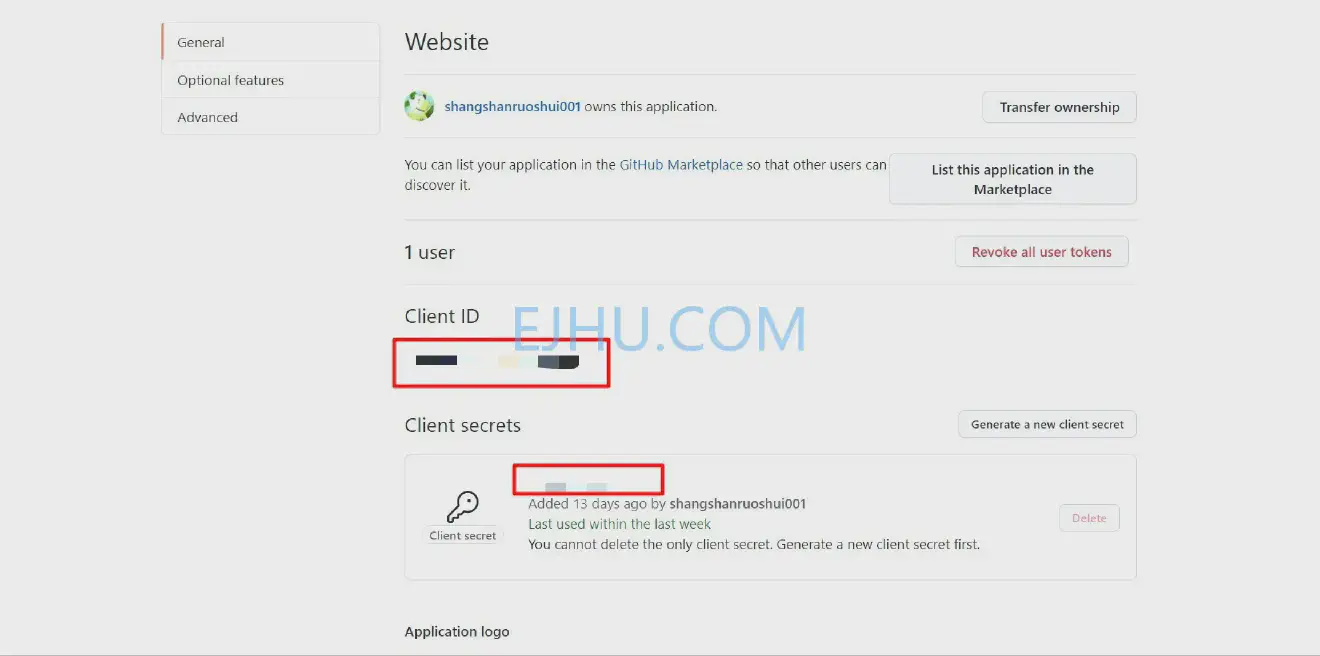 General
Optional features
Advanced
Website
shangshanruoshui001 owns this application.
Transfer ownership
You can list your application in the GitHub Marketplace so that other users can
discover it.
List this application in the
Marketplace
1 user
Revoke all user tokens
Client ID
EJHU.COM
Client secrets
Generate a new client secret
Added 13 days ago by shangshanruoshui001
Last used within the last week
Client secret
You cannot delete the only client secret. Generate a new client secret first.
Delete
Application logo